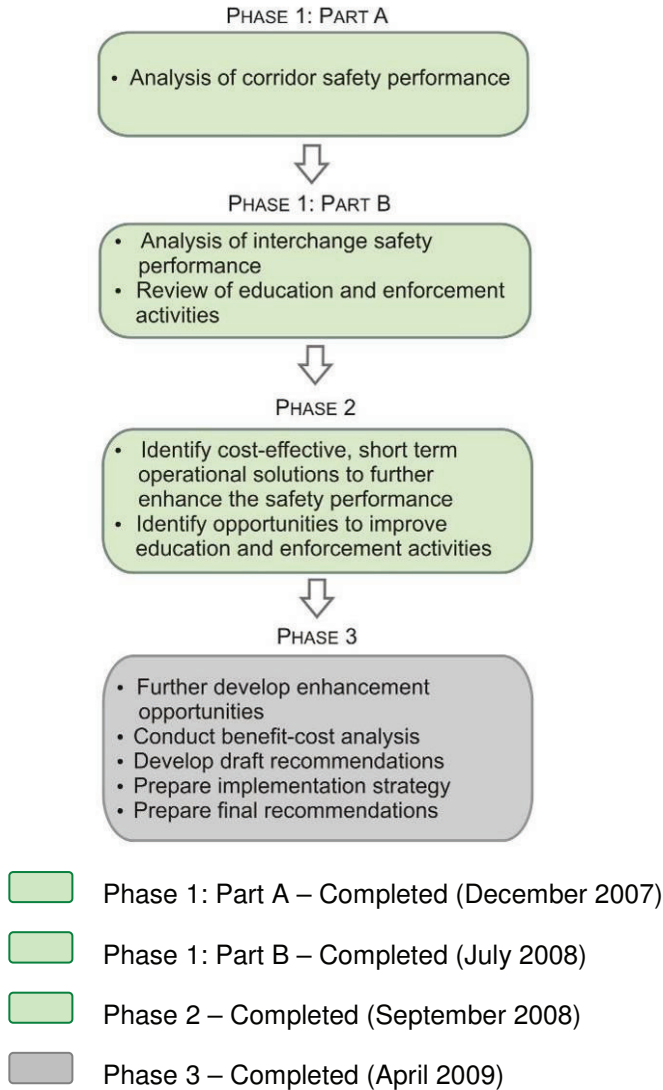 PHASE 1: PART A
• Analysis of corridor safety performance
PHASE 1: PART B
• Analysis of interchange safety
performance
• Review of education and enforcement
activities
PHASE 2
• Identify cost-effective, short term
operational solutions to further
enhance the safety performance
• Identify opportunities to improve
education and enforcement activities
PHASE 3
• Further develop enhancement
opportunities
• Conduct benefit-cost analysis
• Develop draft recommendations
• Prepare implementation strategy
• Prepare final recommendations
Phase 1: Part A – Completed (December 2007)
Phase 1: Part B – Completed (July 2008)
Phase 2 – Completed (September 2008)
Phase 3 – Completed (April 2009)